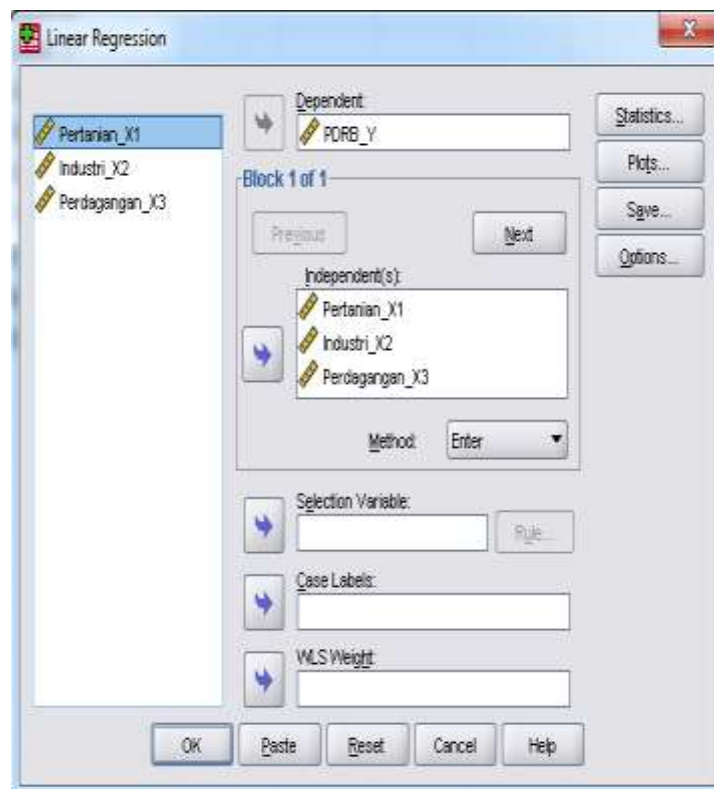 Linear Regression
X
Pertanian_X1
Industri_X2
Perdagangan_X3
Dependent:
PDRB_Y
Block 1 of 1
Previous
Next
Independent(s):
Pertanian_X1
Industri_X2
Perdagangan_X3
Method:
Enter
Selection Variable:
Rule...
Case Labels:
WLS Weight:
Statistics...
Plots...
Save...
Options...
OK
Paste
Reset
Cancel
Help